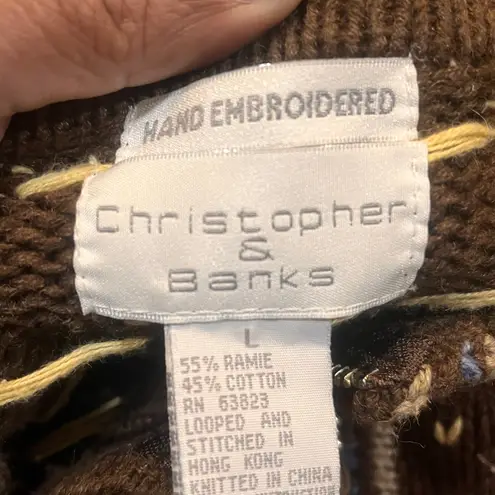 HAND EMBROIDERED
Christopher
&
Banks
L
55% RAMIE
45% COTTON
RN 63823
LOOPED AND
STITCHED IN
HONG KONG
KNITTED IN CHINA